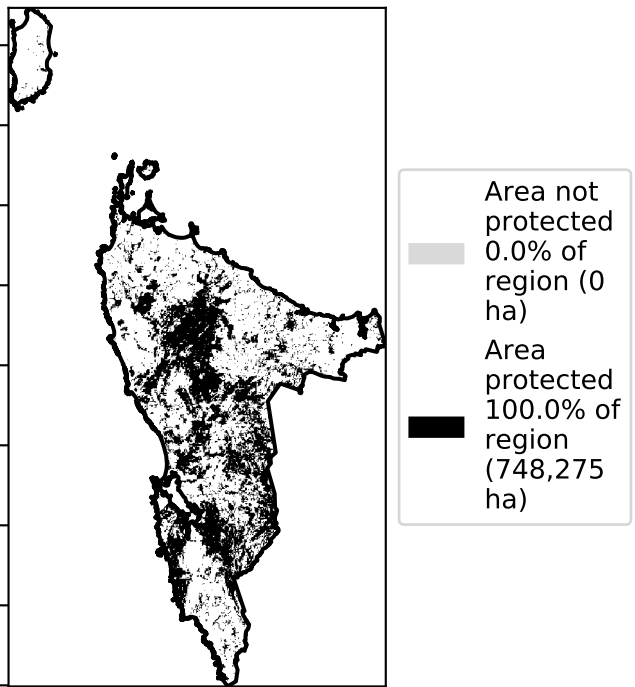 Area not
protected
0.0% of
region (0
ha)
Area
protected
100.0% of
region
(748,275
ha)